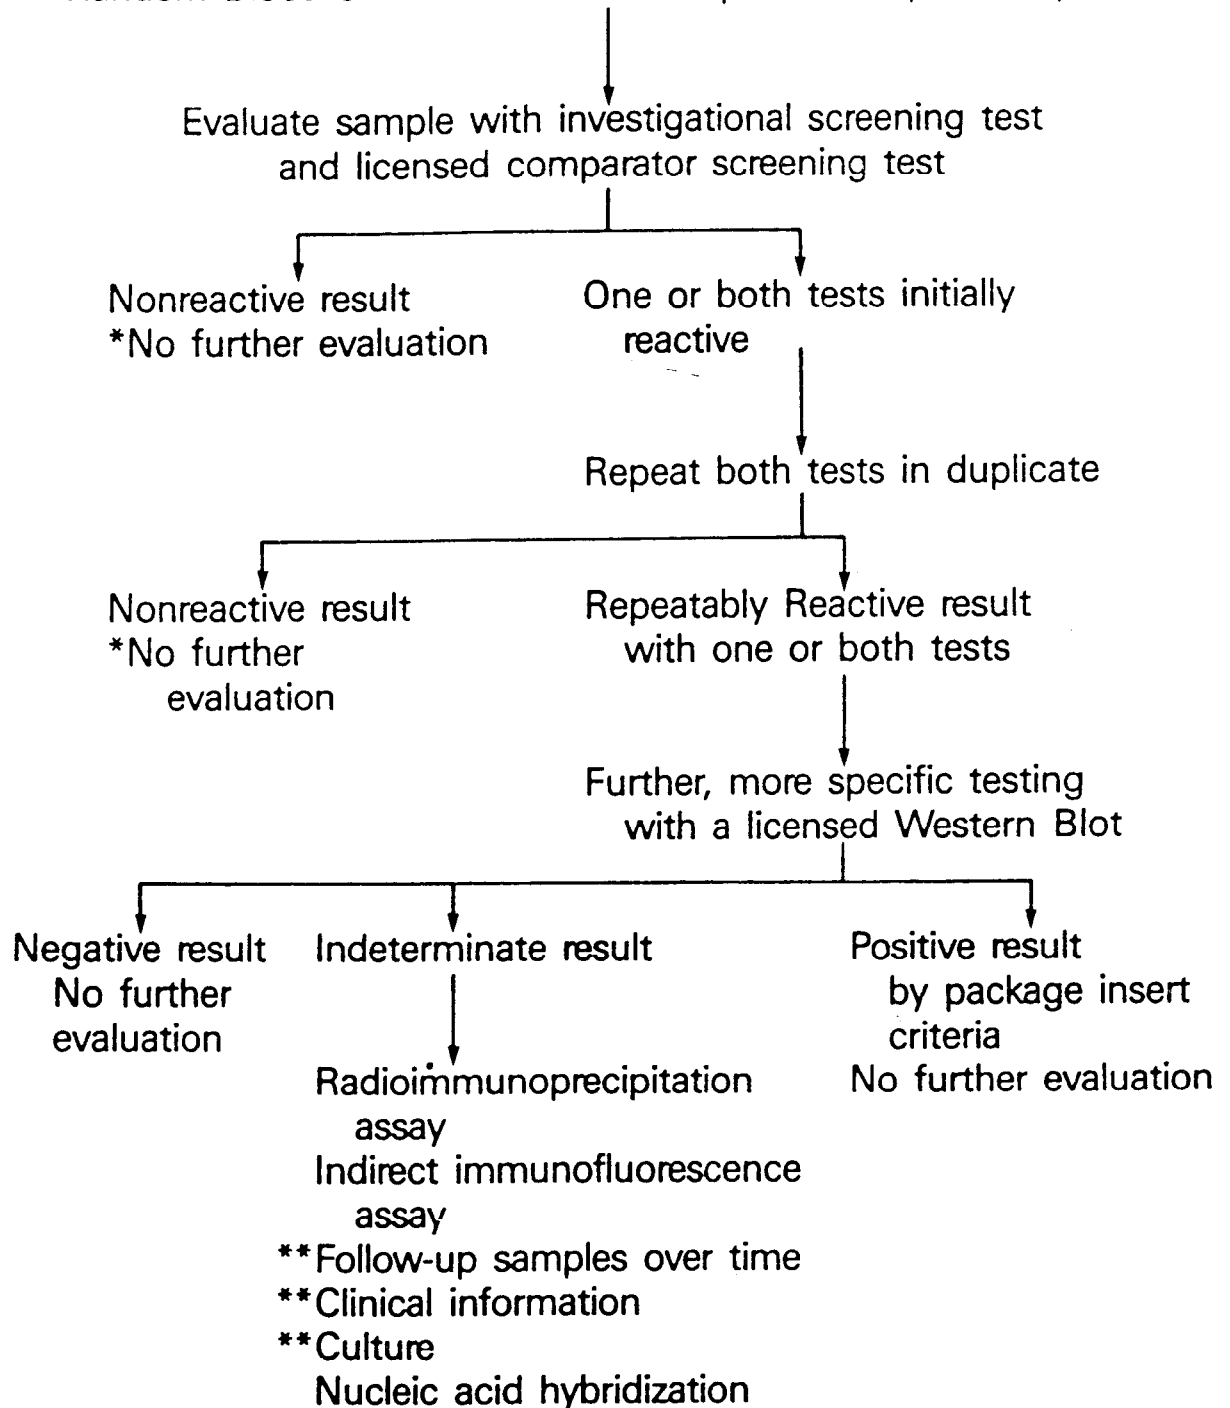 Evaluate sample with investigational screening test
and licensed comparator screening test
Nonreactive result
*No further evaluation
One or both tests initially
reactive
Repeat both tests in duplicate
Nonreactive result
*No further
evaluation
Repeatably Reactive result
with one or both tests
Further, more specific testing
with a licensed Western Blot
Negative result
No further
evaluation
Indeterminate result
Radioimmunoprecipitation
assay
Indirect immunofluorescence
assay
**Follow-up samples over time
**Clinical information
**Culture
Nucleic acid hybridization
Positive result
by package insert
criteria
No further evaluation